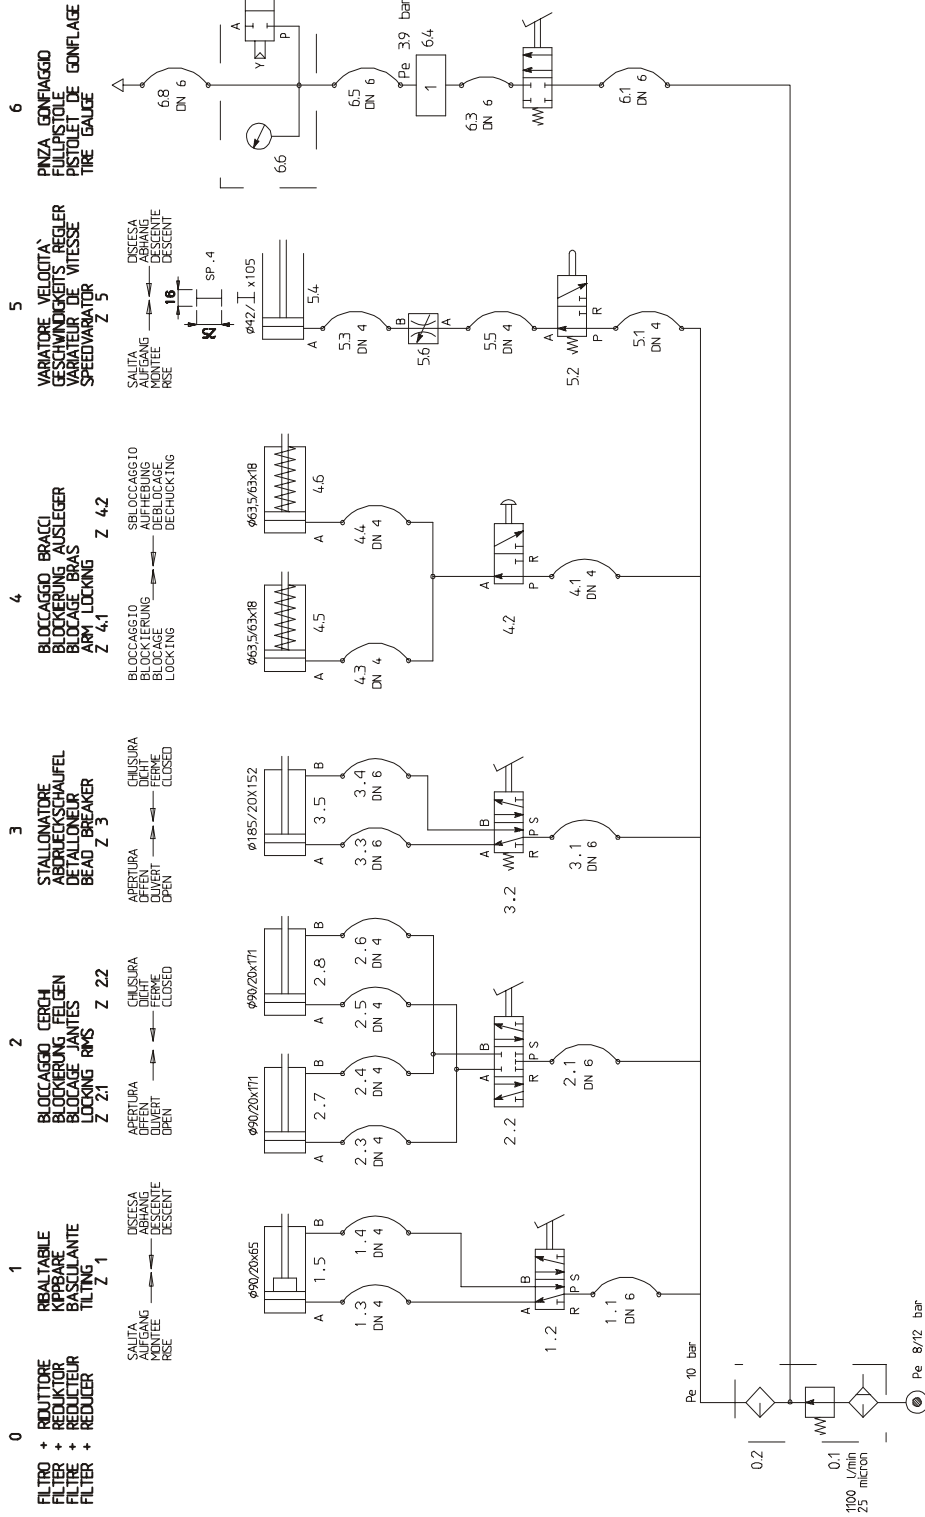 0
FILTRO + RIDUTTORE
FILTER + REDUKTOR
FILTRE + REDUCTEUR
FILTER + REDUCER
1
RIBALTABILE
KIPPBARE
BASCULANTE
TILTING
Z 1
SALITA
AUFGANG
MONTEE
RISE
DISCESA
ABHANG
DESCENTE
DESCENT
2
BLOCCAGGIO CERCHI
BLOCKIERUNG FELGEN
BLOCAGE JANTES
LOCKING RIMS
Z 2.1
Z 2.2
APERTURA
OFFEN
OUVERT
OPEN
CHIUSURA
DICHT
FERME
CLOSED
3
STALLONATORE
ABDRUECKSCHAUFEL
DETALLONEUR
BEAD BREAKER
Z 3
APERTURA
OFFEN
OUVERT
OPEN
CHIUSURA
DICHT
FERME
CLOSED
4
BLOCCAGGIO BRACCI
BLOCKIERUNG AUSLEGER
BLOCAGE BRAS
ARM LOCKING
Z 4.1
Z 4.2
BLOCCAGGIO
BLOCKIERUNG
BLOCAGE
LOCKING
SBLOCCAGGIO
AUFHEBUNG
DEBLOCAGE
DECHUCKING
5
VARIATORE VELOCITA`
GESCHWINDIGKEITS REGLER
VARIATEUR DE VITESSE
SPEEDVARIATOR
Z 5
SALITA
AUFGANG
MONTEE
RISE
DISCESA
ABHANG
DESCENTE
DESCENT
16
SP.4
6
PINZA GONFIAGGIO
FULLPISTOLE
PISTOLET DE GONFLAGE
TIRE GAUGE
ø90/20x65
A
B
1.5
1.3
DN 4
1.4
DN 4
A
B
R
P S
1.2
1.1
DN 6
ø90/20x171
A
B
2.7
2.3
DN 4
2.4
DN 4
ø90/20x171
A
B
2.8
2.5
DN 4
2.6
DN 4
A
B
R
P S
2.2
2.1
DN 6
ø185/20X152
A
B
3.5
3.3
DN 6
3.4
DN 6
A
B
R
P S
3.2
3.1
DN 6
ø63,5/63x18
A
4.5
4.3
DN 4
ø63,5/63x18
A
4.6
4.4
DN 4
A
P
R
4.2
4.1
DN 4
ø42/
x105
A
5.4
5.3
DN 4
B
A
5.6
5.5
DN 4
A
P
R
5.2
5.1
DN 4
6.8
DN 6
A
P
Y
6.6
6.5
DN 6
Pe 3.9 bar
6.4
1
6.3
DN 6
6.1
DN 6
Pe 10 bar
0.2
0.1
1100 l/min
25 micron
Pe 8/12 bar